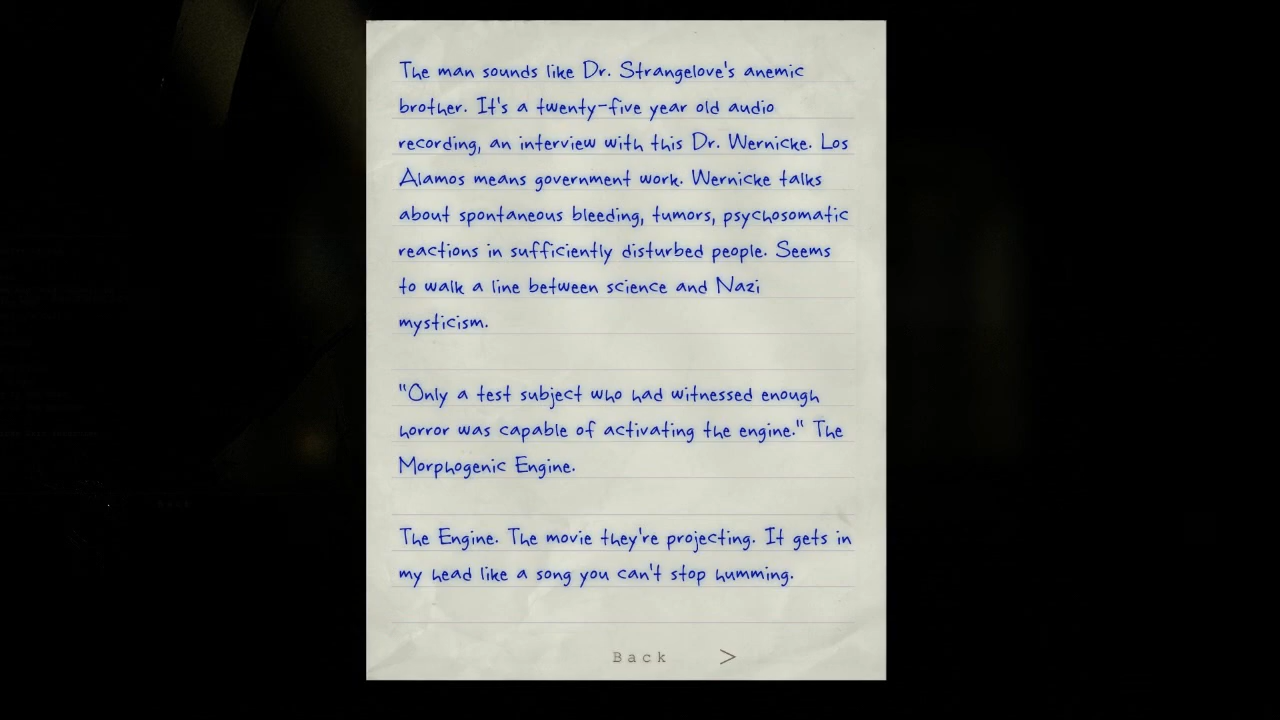 The man sounds like Dr. Strangelove's anemic
brother. It's a twenty-five year old audio
recording, an interview with this Dr. Wernicke. Los
Alamos means government work. Wernicke talks
about spontaneous bleeding, tumors, psychosomatic
reactions in sufficiently disturbed people. Seems
to walk a line between science and Nazi
mysticism.
"Only a test subject who had witnessed enough
horror was capable of activating the engine." The
Morphogenic Engine.
The Engine. The movie they're projecting. It gets in
my head like a song you can't stop humming.
Back >